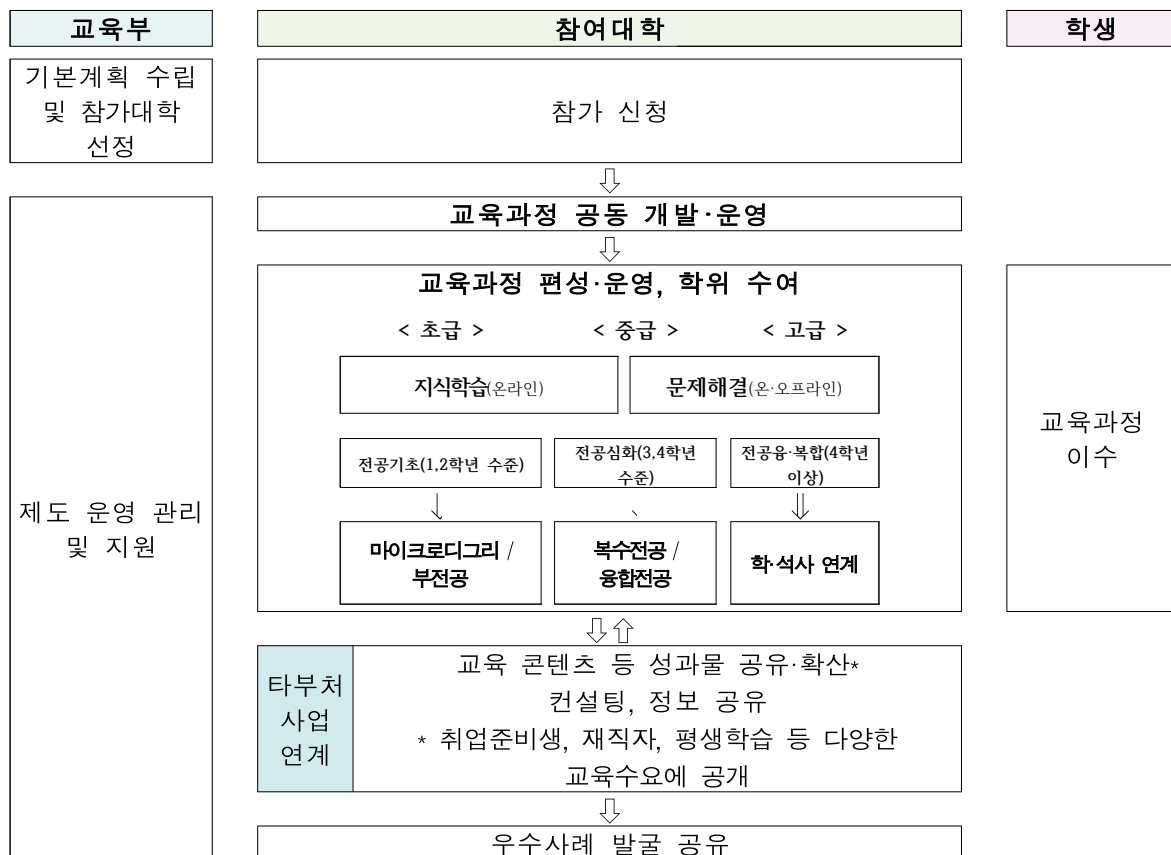 교육부
참여대학
학생
기본계획 수립
및 참가대학
선정
참가 신청
교육과정 공동 개발·운영
교육과정 편성·운영, 학위 수여
< 초급 >
< 중급 >
< 고급 >
지식학습(온라인)
문제해결(온·오프라인)
전공기초(1,2학년 수준)
전공심화(3,4학년
수준)
전공융·복합(4학년
이상)
마이크로디그리 /
부전공
복수전공 /
융합전공
학·석사 연계
교육과정
이수
제도 운영 관리
및 지원
타부처
사업
연계
교육 콘텐츠 등 성과물 공유·확산*
컨설팅, 정보 공유
* 취업준비생, 재직자, 평생학습 등 다양한
교육수요에 공개
우수사례 발굴 공유